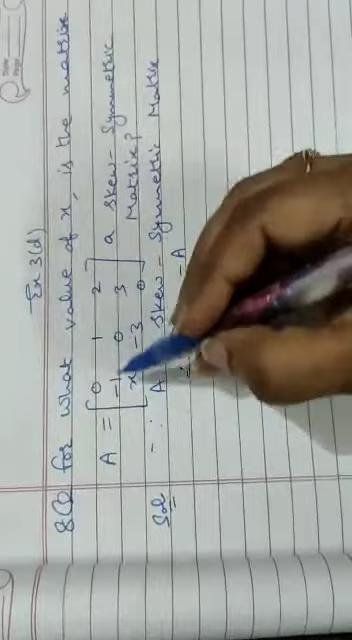 Ex 3(d)
8Q For what value of x, is the matrix
A = [ 0 1 2
-1 0 3
x -3 0 ] a skew-symmetric
Matrix?
Sol ∵ A Skew-Symmetric Matrix
∴ -A